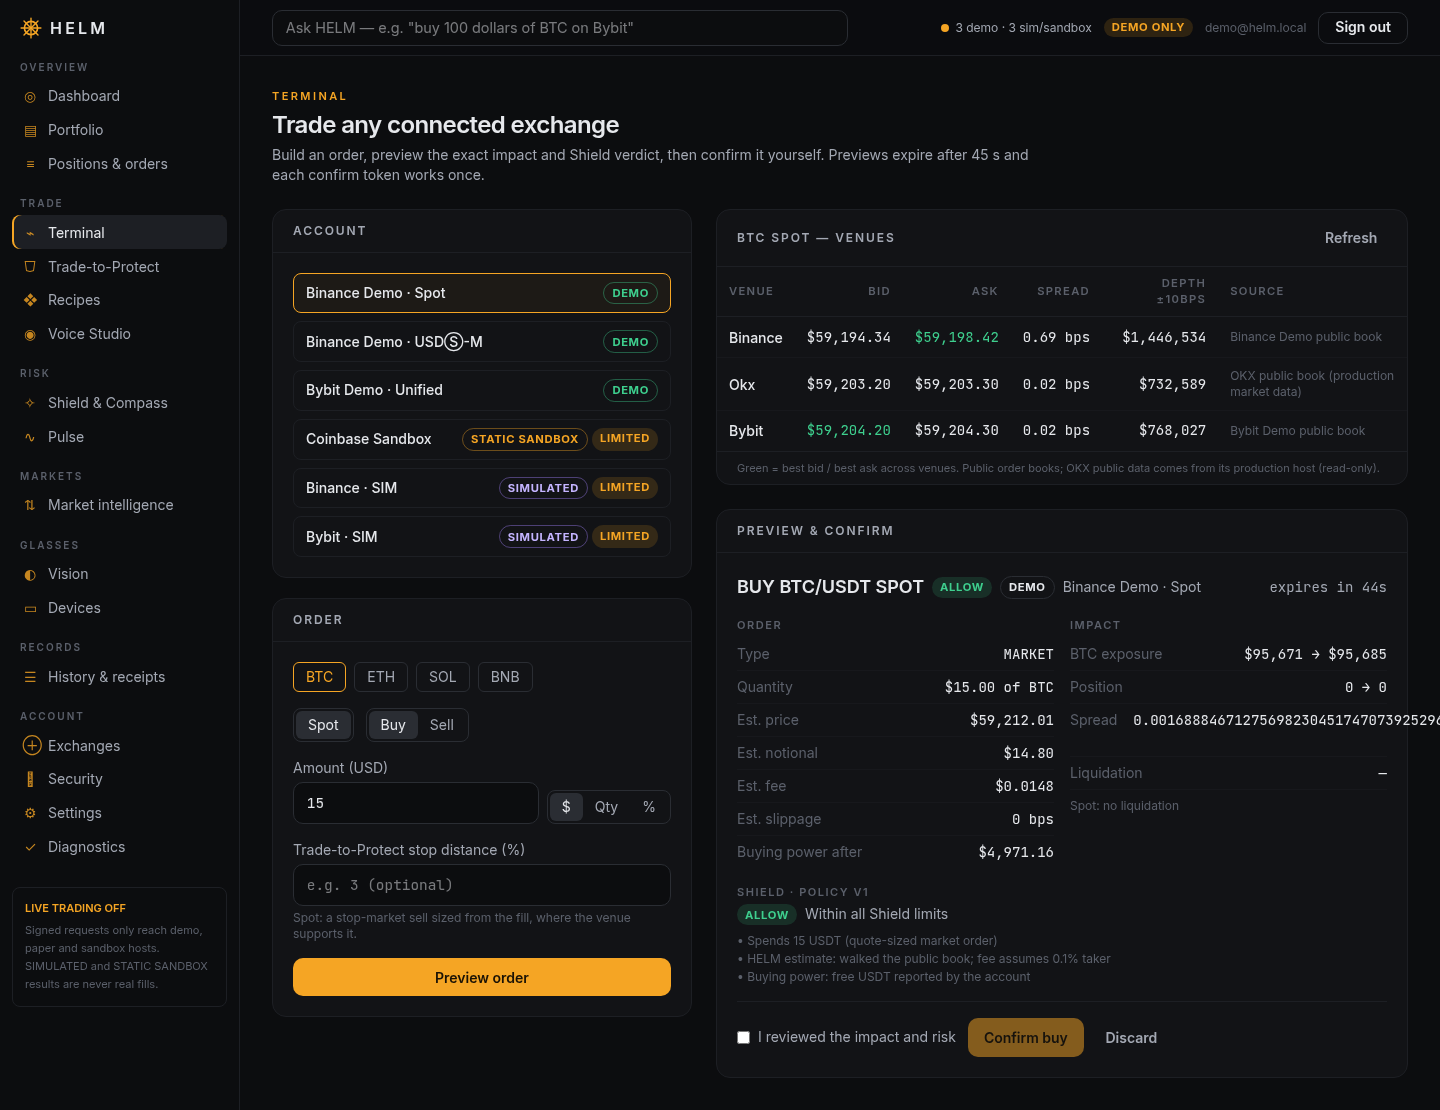 HELM
OVERVIEW
Dashboard
Portfolio
Positions & orders
TRADE
Terminal
Trade-to-Protect
Recipes
Voice Studio
RISK
Shield & Compass
Pulse
MARKETS
Market intelligence
GLASSES
Vision
Devices
RECORDS
History & receipts
ACCOUNT
Exchanges
Security
Settings
Diagnostics
LIVE TRADING OFF
Signed requests only reach demo,
paper and sandbox hosts.
SIMULATED and STATIC SANDBOX
results are never real fills.
Ask HELM — e.g. "buy 100 dollars of BTC on Bybit"
3 demo · 3 sim/sandbox DEMO ONLY demo@helm.local Sign out
TERMINAL
Trade any connected exchange
Build an order, preview the exact impact and Shield verdict, then confirm it yourself. Previews expire after 45 s and
each confirm token works once.
ACCOUNT
Binance Demo · Spot DEMO
Binance Demo · USDⓈ-M DEMO
Bybit Demo · Unified DEMO
Coinbase Sandbox STATIC SANDBOX LIMITED
Binance · SIM SIMULATED LIMITED
Bybit · SIM SIMULATED LIMITED
ORDER
BTC ETH SOL BNB
Spot Buy Sell
Amount (USD)
15 $ Qty %
Trade-to-Protect stop distance (%)
e.g. 3 (optional)
Spot: a stop-market sell sized from the fill, where the venue
supports it.
Preview order
BTC SPOT — VENUES Refresh
VENUE BID ASK SPREAD DEPTH ±10BPS SOURCE
Binance $59,194.34 $59,198.42 0.69 bps $1,446,534 Binance Demo public book
Okx $59,203.20 $59,203.30 0.02 bps $732,589 OKX public book (production
market data)
Bybit $59,204.20 $59,204.30 0.02 bps $768,027 Bybit Demo public book
Green = best bid / best ask across venues. Public order books; OKX public data comes from its production host (read-only).
PREVIEW & CONFIRM
BUY BTC/USDT SPOT ALLOW DEMO Binance Demo · Spot expires in 44s
ORDER
Type MARKET
Quantity $15.00 of BTC
Est. price $59,212.01
Est. notional $14.80
Est. fee $0.0148
Est. slippage 0 bps
Buying power after $4,971.16
IMPACT
BTC exposure $95,671 → $95,685
Position 0 → 0
Spread 0.00168884671275698230451747073925296
Liquidation —
Spot: no liquidation
SHIELD · POLICY V1
ALLOW Within all Shield limits
• Spends 15 USDT (quote-sized market order)
• HELM estimate: walked the public book; fee assumes 0.1% taker
• Buying power: free USDT reported by the account
I reviewed the impact and risk Confirm buy Discard